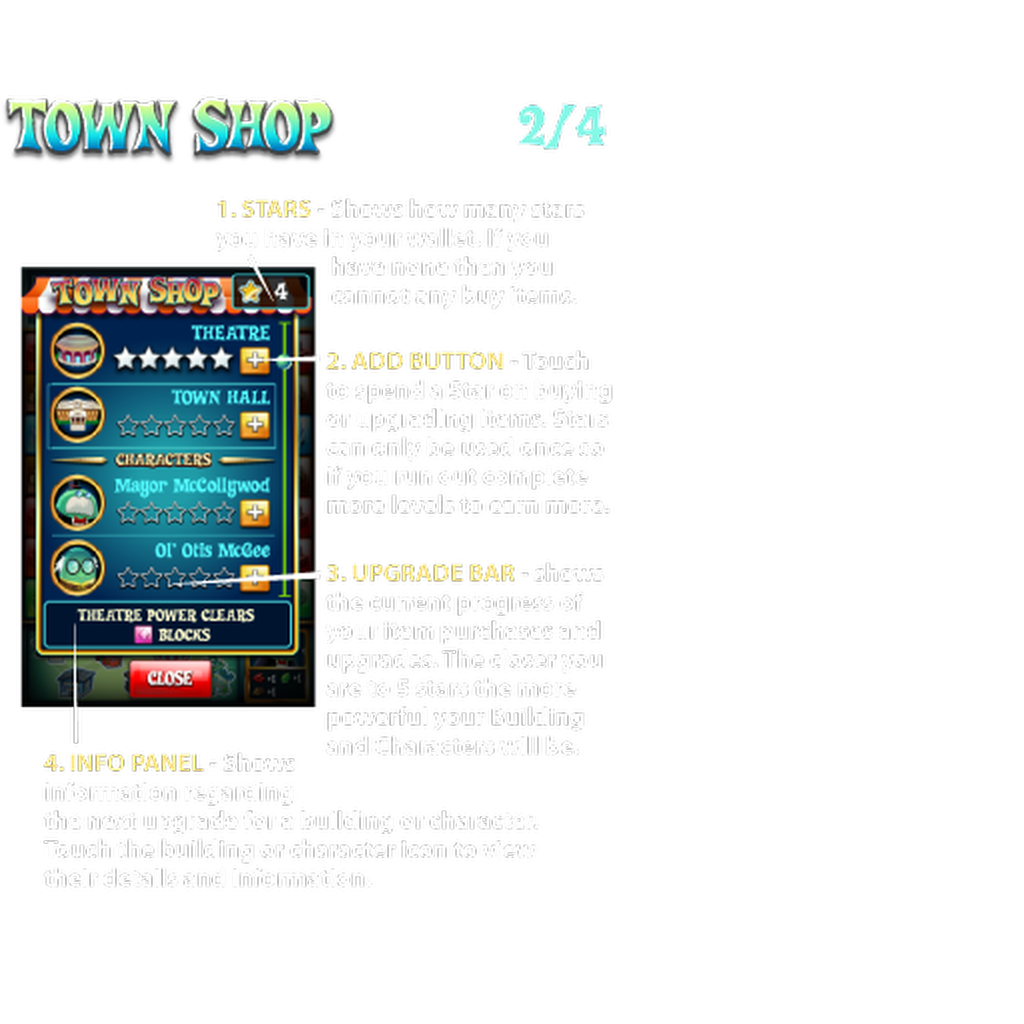 TOWN SHOP
2/4
1. STARS - Shows how many stars
you have in your wallet. If you
have none then you
cannot any buy items.
TOWN SHOP
4
THEATRE
TOWN HALL
CHARACTERS
Mayor McCollywod
Ol' Otis McGee
THEATRE POWER CLEARS
BLOCKS
CLOSE
2. ADD BUTTON - Touch
to spend a Star on buying
or upgrading items. Stars
can only be used once so
if you run out complete
more levels to earn more.
3. UPGRADE BAR - shows
the current progress of
your item purchases and
upgrades. The closer you
are to 5 stars the more
powerful your Building
and Characters will be.
4. INFO PANEL - Shows
information regarding
the next upgrade for a building or character.
Touch the building or character icon to view
their details and information.